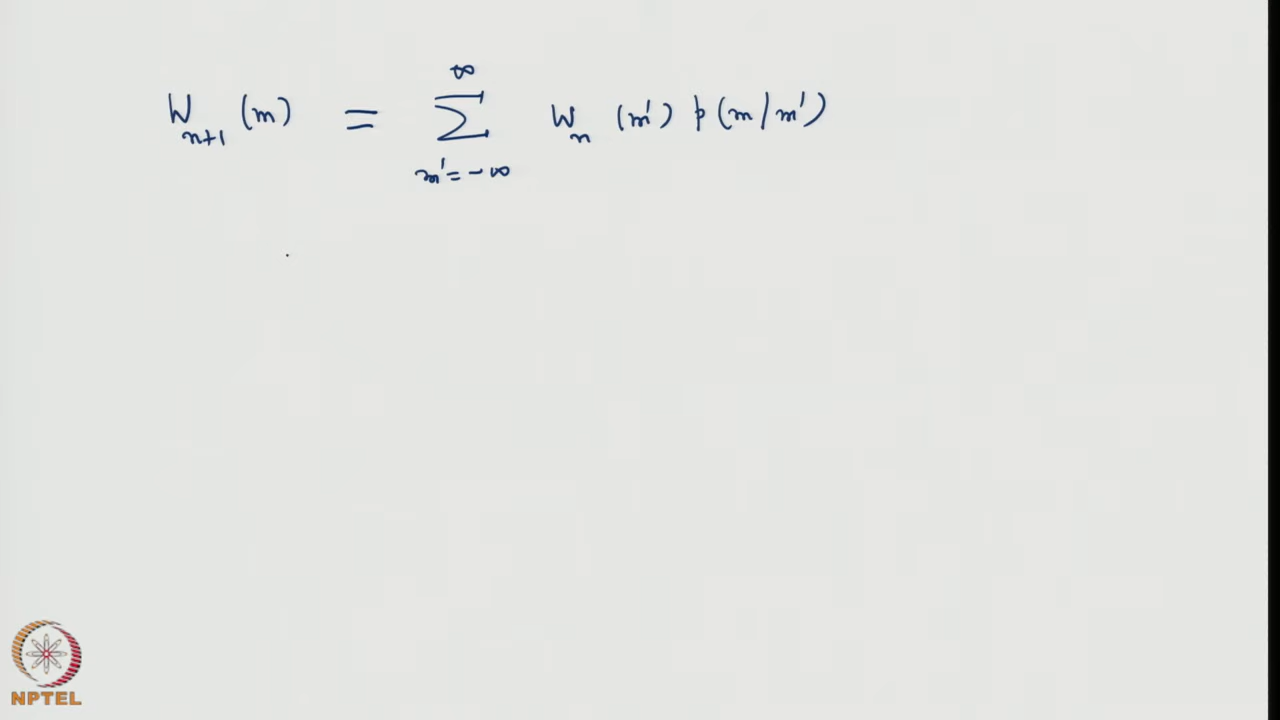 W_{n+1} (m) = \sum_{m'=-\infty}^{\infty} W_n (m') p (m/m')
NPTEL